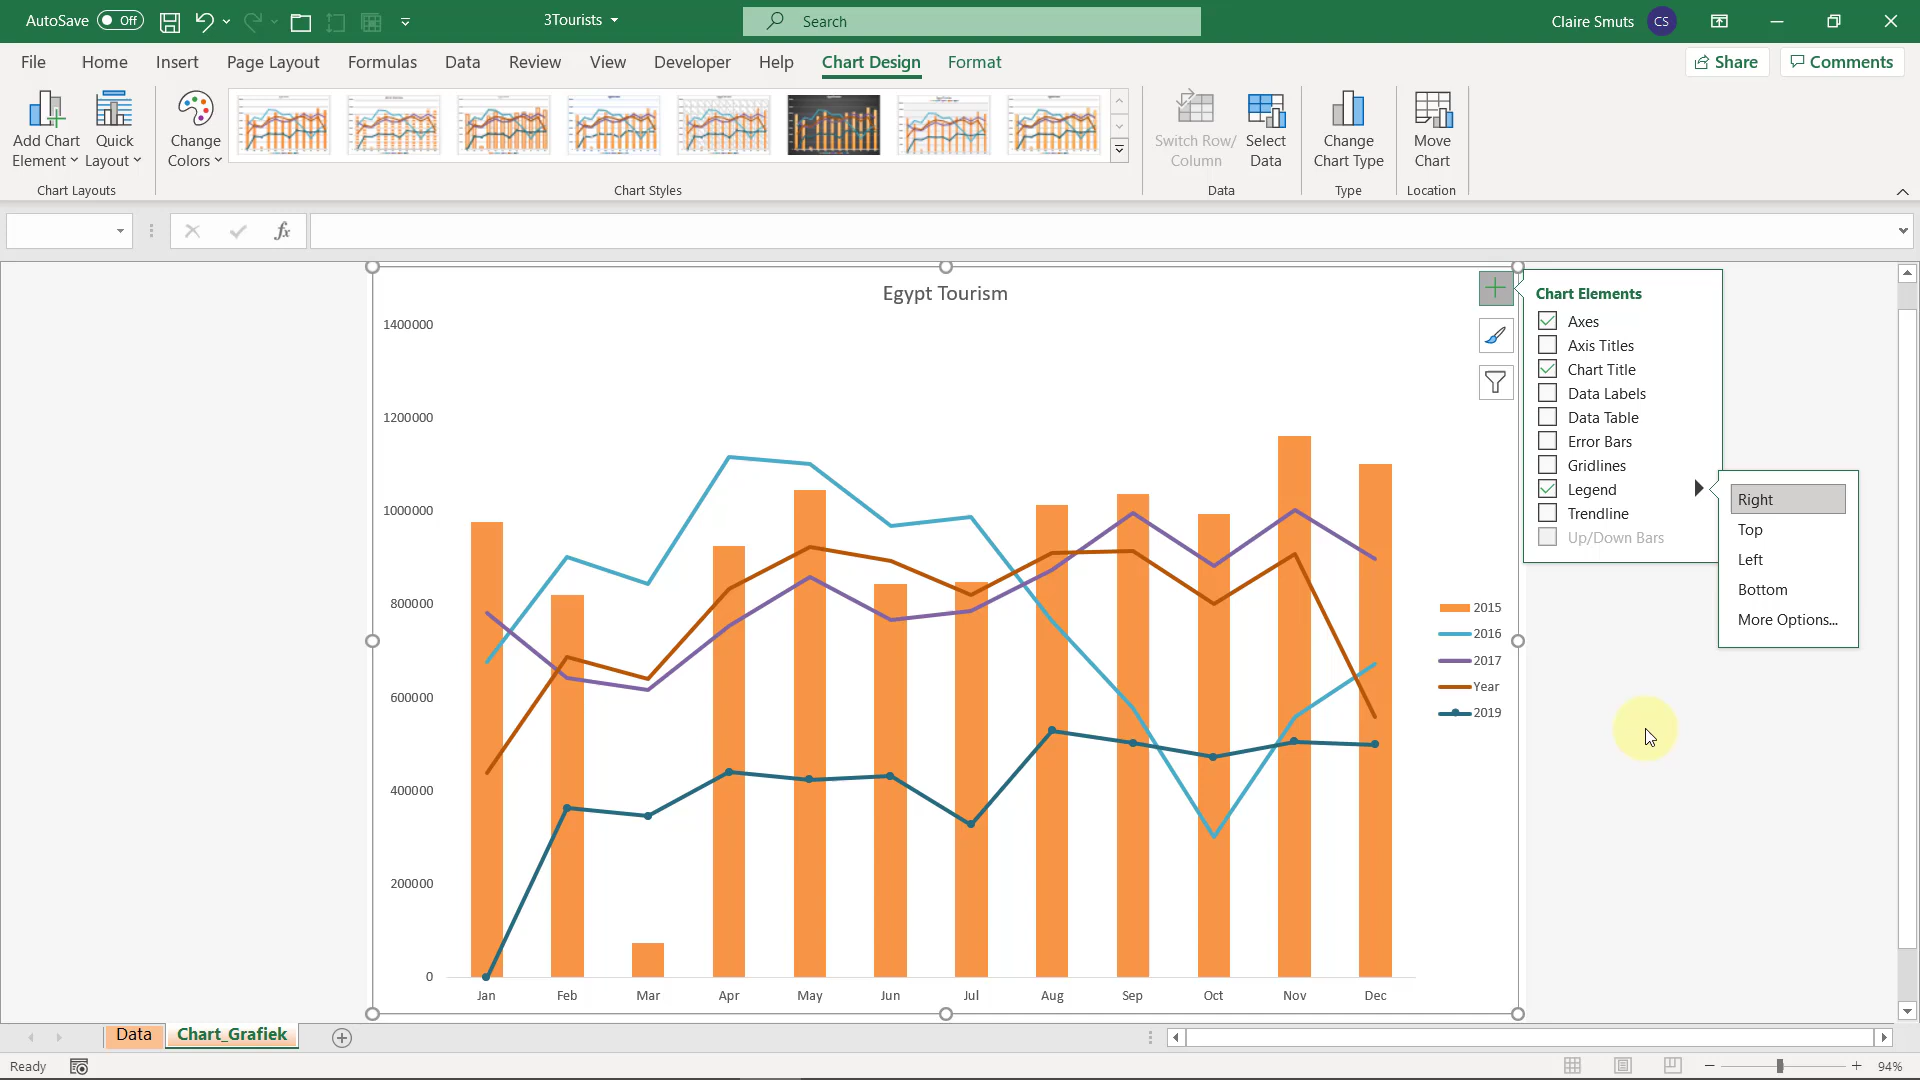 AutoSave Off 3Tourists Search Claire Smuts CS
File Home Insert Page Layout Formulas Data Review View Developer Help Chart Design Format Share Comments
Add Chart Element
Quick Layout
Change Colors
Switch Row/ Column
Select Data
Change Chart Type
Move Chart
Chart Layouts Chart Styles Data Type Location
fx
Egypt Tourism
1400000
1200000
1000000
800000
600000
400000
200000
0
Jan Feb Mar Apr May Jun Jul Aug Sep Oct Nov Dec
2015
2016
2017
Year
2019
Chart Elements
Axes
Axis Titles
Chart Title
Data Labels
Data Table
Error Bars
Gridlines
Legend
Trendline
Up/Down Bars
Right
Top
Left
Bottom
More Options...
Data Chart_Grafiek
Ready 94%